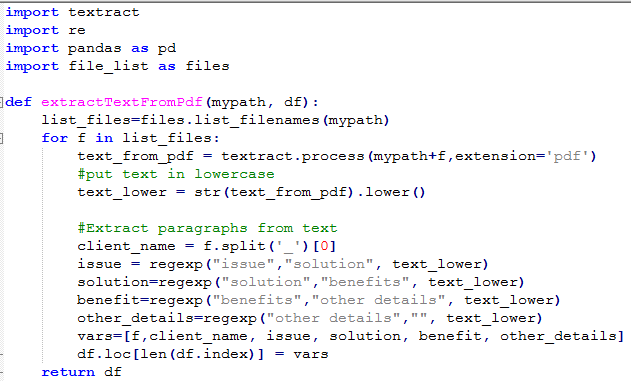 import textract
import re
import pandas as pd
import file_list as files
def extractTextFromPdf(mypath, df):
    list_files=files.list_filenames(mypath)
    for f in list_files:
        text_from_pdf = textract.process(mypath+f,extension='pdf')
        #put text in lowercase
        text_lower = str(text_from_pdf).lower()
        #Extract paragraphs from text
        client_name = f.split('_')[0]
        issue = regexp("issue","solution", text_lower)
        solution=regexp("solution","benefits", text_lower)
        benefit=regexp("benefits","other details", text_lower)
        other_details=regexp("other details","", text_lower)
        vars=[f,client_name, issue, solution, benefit, other_details]
        df.loc[len(df.index)] = vars
    return df